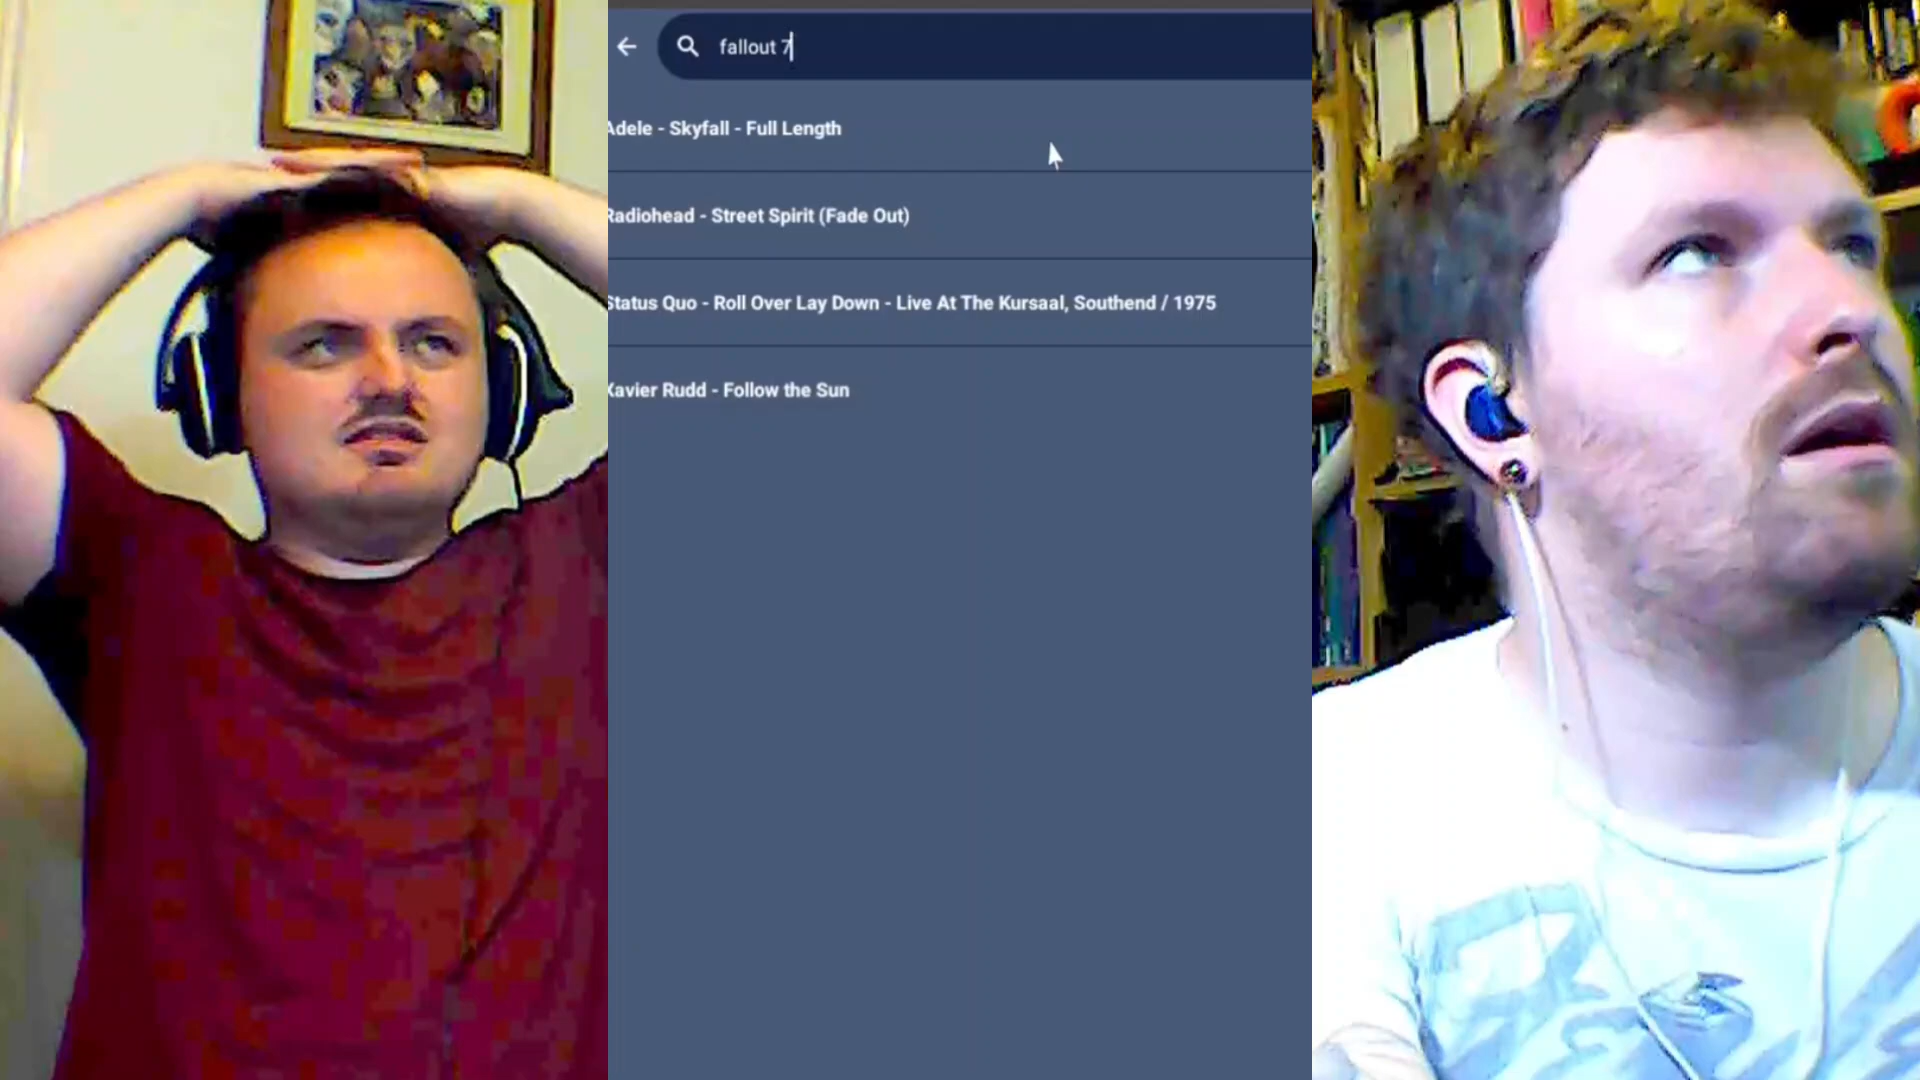 fallout 7
Adele - Skyfall - Full Length
Radiohead - Street Spirit (Fade Out)
Status Quo - Roll Over Lay Down - Live At The Kursaal, Southend / 1975
Xavier Rudd - Follow the Sun